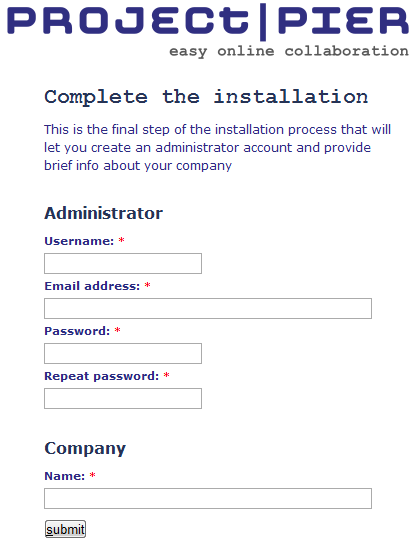 PROJECT|PIER
easy online collaboration
Complete the installation
This is the final step of the installation process that will
let you create an administrator account and provide
brief info about your company
Administrator
Username: *
Email address: *
Password: *
Repeat password: *
Company
Name: *
submit